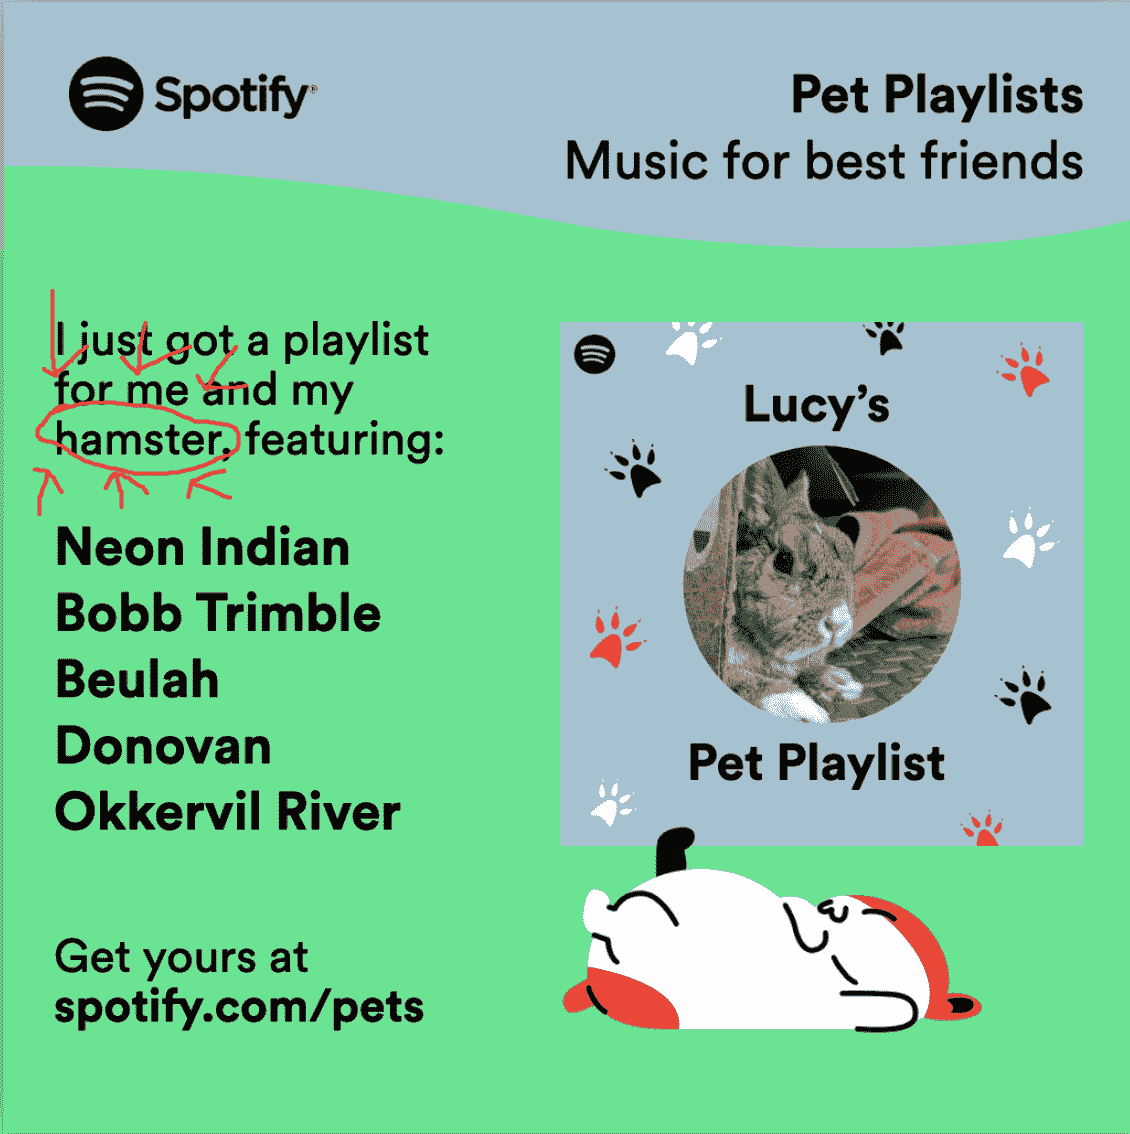 Spotify®
Pet Playlists
Music for best friends
I just got a playlist
for me and my
hamster, featuring:
Neon Indian
Bobb Trimble
Beulah
Donovan
Okkervil River
Get yours at
spotify.com/pets
Lucy’s
Pet Playlist